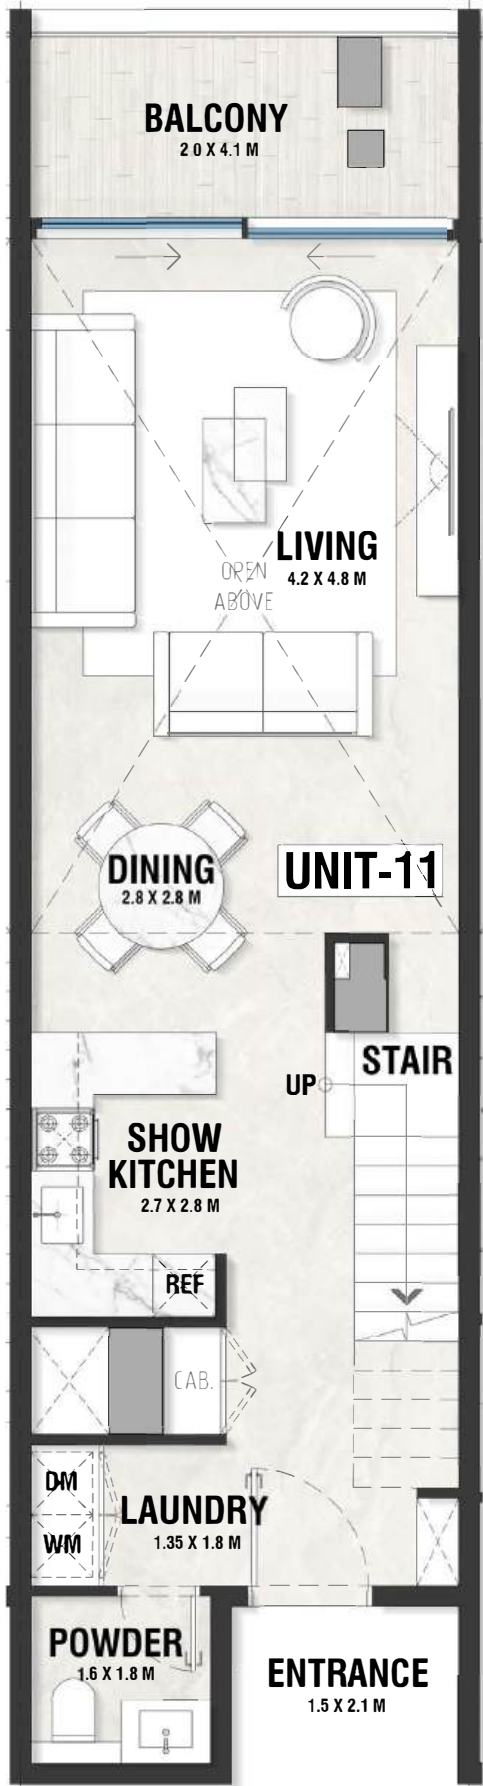 BALCONY
2.0 X 4.1 M
LIVING
4.2 X 4.8 M
OPEN
ABOVE
DINING
2.8 X 2.8 M
UNIT-11
STAIR
UP
SHOW
KITCHEN
2.7 X 2.8 M
REF
CAB.
DM
WM
LAUNDRY
1.35 X 1.8 M
POWDER
1.6 X 1.8 M
ENTRANCE
1.5 X 2.1 M